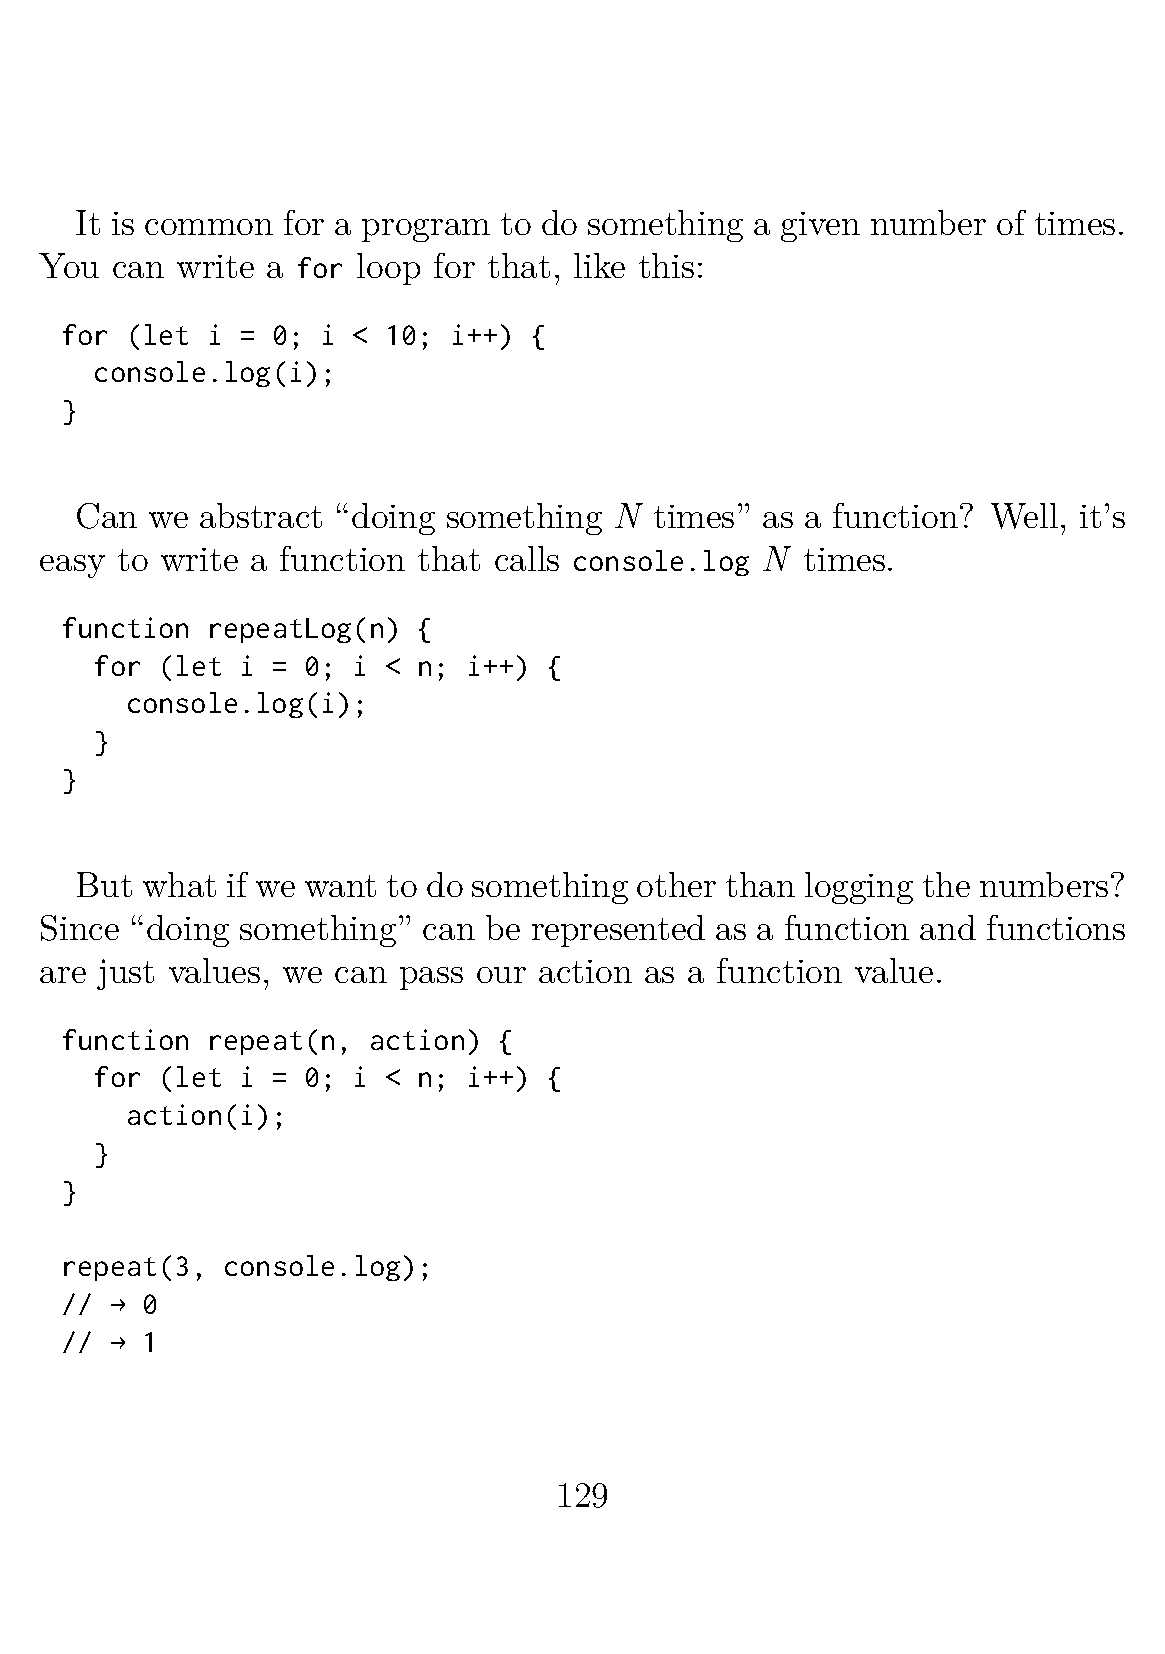 It is common for a program to do something a given number of times.
You can write a for loop for that, like this:
for (let i = 0; i < 10; i++) {
  console.log(i);
}
Can we abstract “doing something N times” as a function? Well, it’s
easy to write a function that calls console.log N times.
function repeatLog(n) {
  for (let i = 0; i < n; i++) {
    console.log(i);
  }
}
But what if we want to do something other than logging the numbers?
Since “doing something” can be represented as a function and functions
are just values, we can pass our action as a function value.
function repeat(n, action) {
  for (let i = 0; i < n; i++) {
    action(i);
  }
}
repeat(3, console.log);
// → 0
// → 1
129